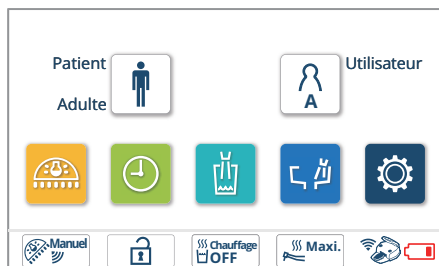 Patient
Utilisateur
Adulte
A
Manuel
Chauffage
OFF
Maxi.